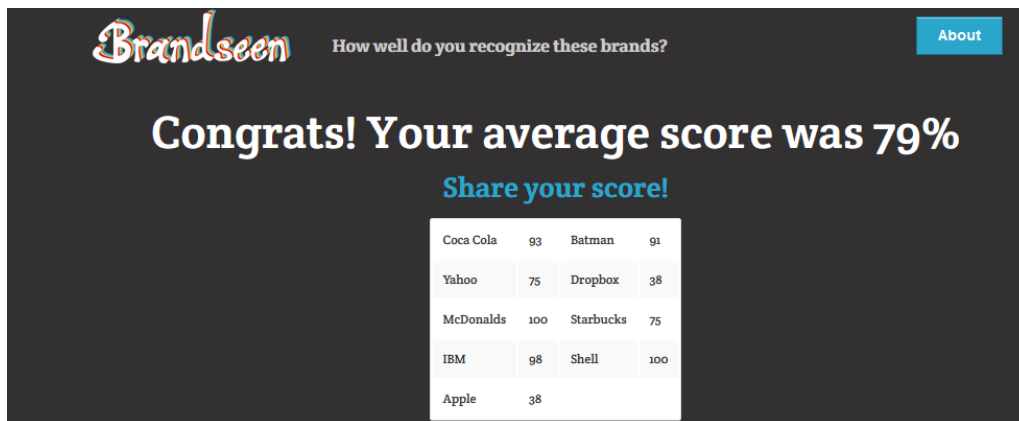 Brandseen
How well do you recognize these brands?
About
Congrats! Your average score was 79%
Share your score!
Coca Cola 93 Batman 91
Yahoo 75 Dropbox 38
McDonalds 100 Starbucks 75
IBM 98 Shell 100
Apple 38